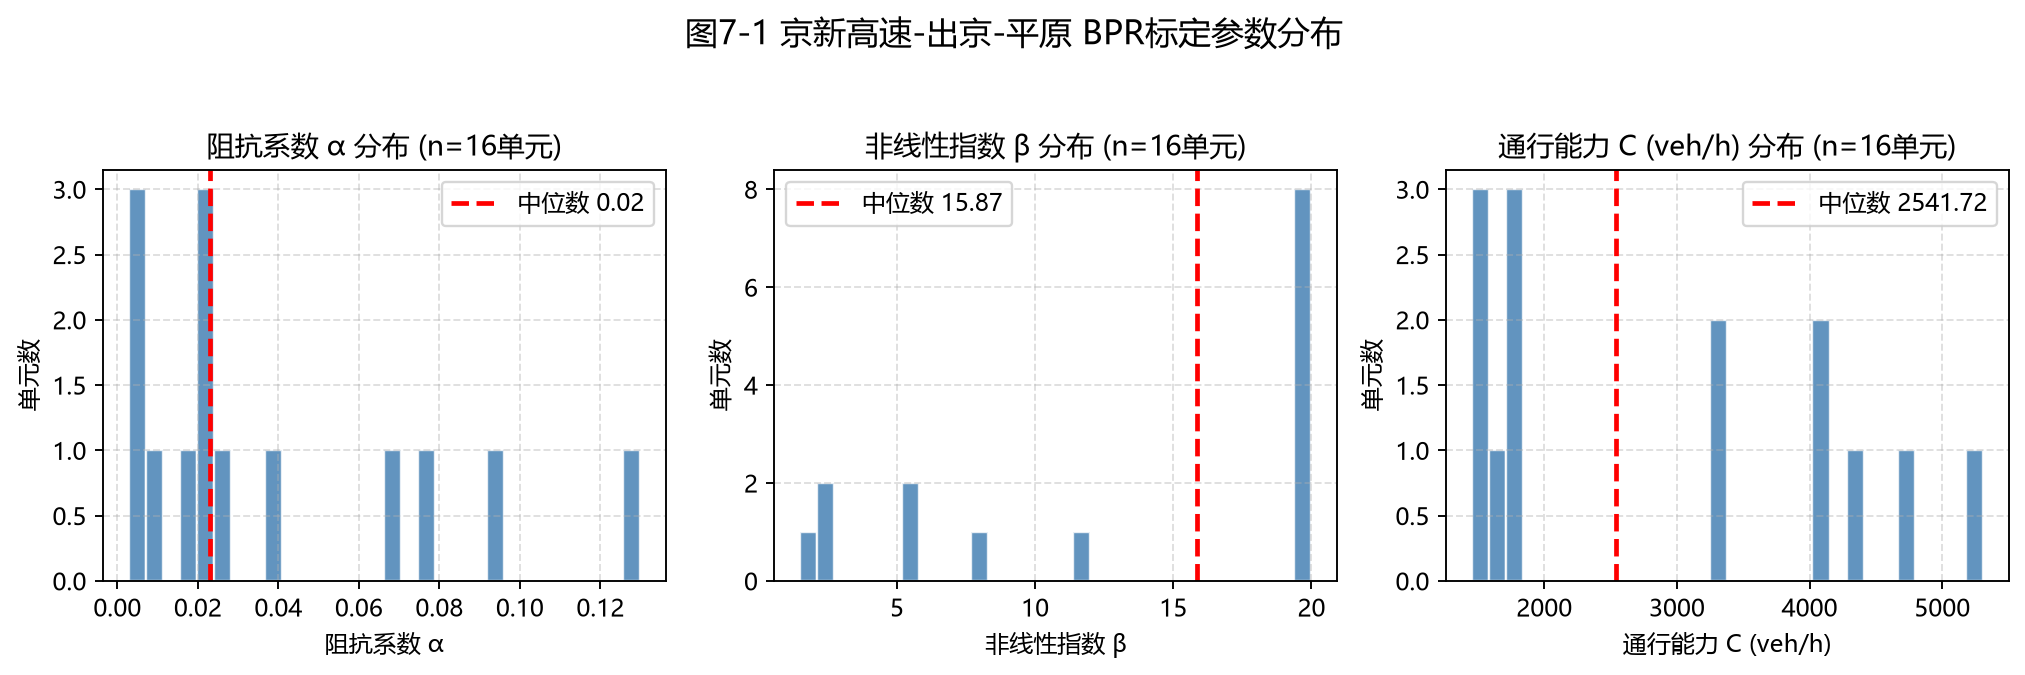 图7-1 京新高速-出京-平原 BPR标定参数分布
阻抗系数 α 分布 (n=16单元)
中位数 0.02
单元数
3.0
2.5
2.0
1.5
1.0
0.5
0.0
0.00 0.02 0.04 0.06 0.08 0.10 0.12
阻抗系数 α
非线性指数 β 分布 (n=16单元)
中位数 15.87
单元数
8
6
4
2
0
5 10 15 20
非线性指数 β
通行能力 C (veh/h) 分布 (n=16单元)
中位数 2541.72
单元数
3.0
2.5
2.0
1.5
1.0
0.5
0.0
2000 3000 4000 5000
通行能力 C (veh/h)